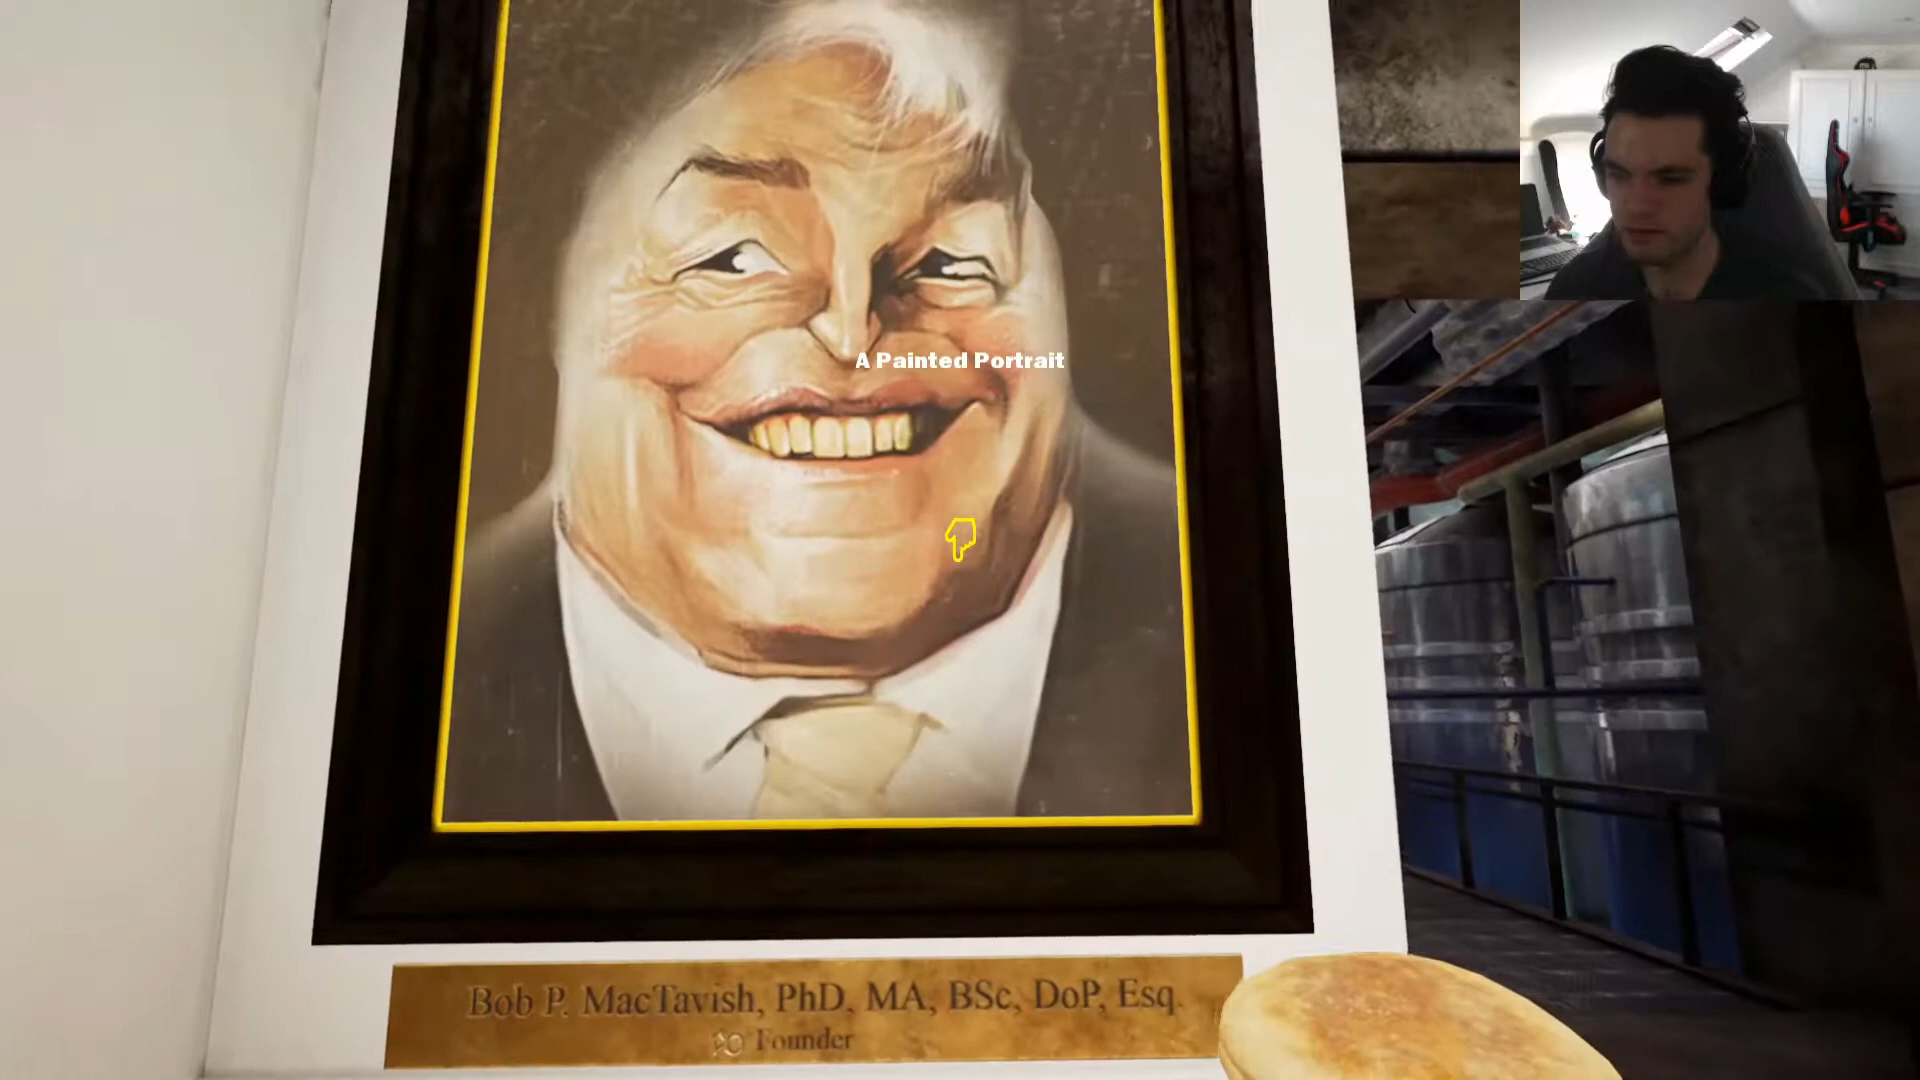 A Painted Portrait
Bob P. MacTavish, PhD, MA, BSc, DoP, Esq.
Founder